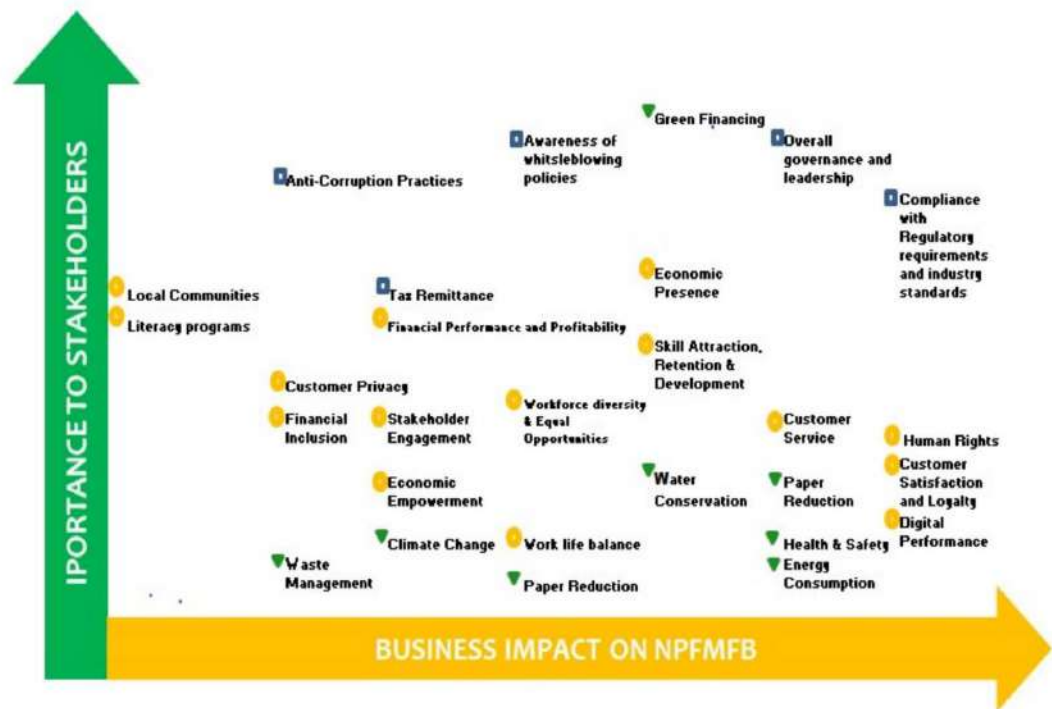 IPORTANCE TO STAKEHOLDERS
Green Financing
Awareness of
whitsleblowing
policies
Overall
governance and
leadership
Anti-Corruption Practices
Compliance
with
Regulatory
requirements
and industry
standards
Economic
Presence
Local Communities
Tax Remittance
Literacy programs
Financial Performance and Profitability
Skill Attraction,
Retention &
Development
Customer Privacy
Financial
Inclusion
Stakeholder
Engagement
Workforce diversity
& Equal
Opportunities
Customer
Service
Human Rights
Customer
Satisfaction
and Loyalty
Economic
Empowerment
Water
Conservation
Paper
Reduction
Digital
Performance
Climate Change
Work life balance
Health & Safety
Energy
Consumption
Waste
Management
Paper Reduction
BUSINESS IMPACT ON NPFMFB